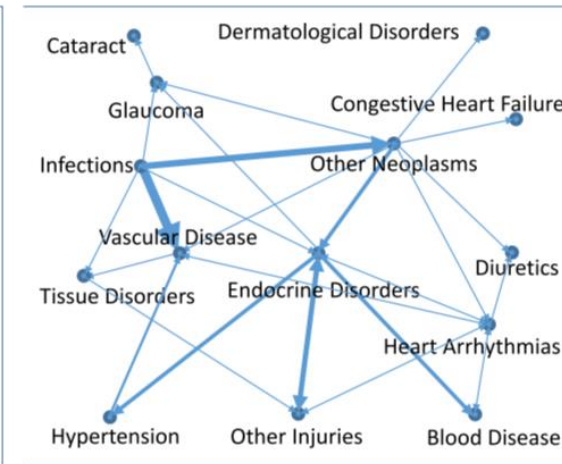 Dermatological Disorders
Cataract
Congestive Heart Failure
Glaucoma
Infections
Other Neoplasms
Vascular Disease
Diuretics
Endocrine Disorders
Tissue Disorders
Heart Arrhythmias
Hypertension
Other Injuries
Blood Disease